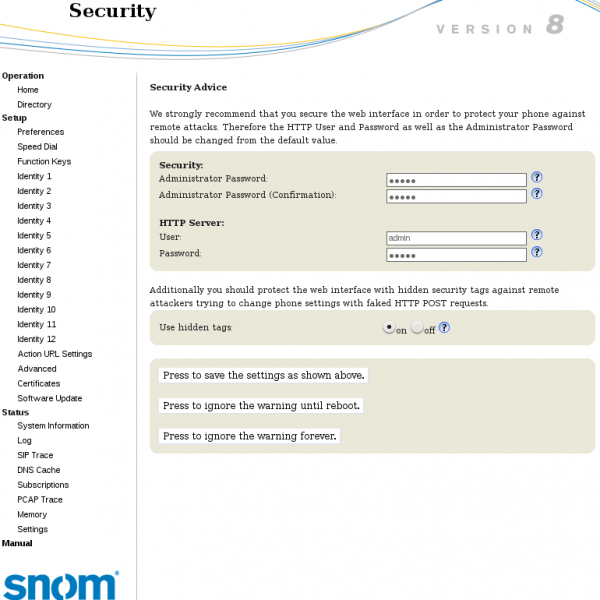 Security
VERSION 8
Operation
Home
Directory
Setup
Preferences
Speed Dial
Function Keys
Identity 1
Identity 2
Identity 3
Identity 4
Identity 5
Identity 6
Identity 7
Identity 8
Identity 9
Identity 10
Identity 11
Identity 12
Action URL Settings
Advanced
Certificates
Software Update
Status
System Information
Log
SIP Trace
DNS Cache
Subscriptions
PCAP Trace
Memory
Settings
Manual
snom®
Security Advice
We strongly recommend that you secure the web interface in order to protect your phone against
remote attacks. Therefore the HTTP User and Password as well as the Administrator Password
should be changed from the default value.
Security:
Administrator Password: ●●●●● ?
Administrator Password (Confirmation): ●●●●● ?
HTTP Server:
User: admin ?
Password: ●●●●● ?
Additionally you should protect the web interface with hidden security tags against remote
attackers trying to change phone settings with faked HTTP POST requests.
Use hidden tags: on off ?
Press to save the settings as shown above.
Press to ignore the warning until reboot.
Press to ignore the warning forever.